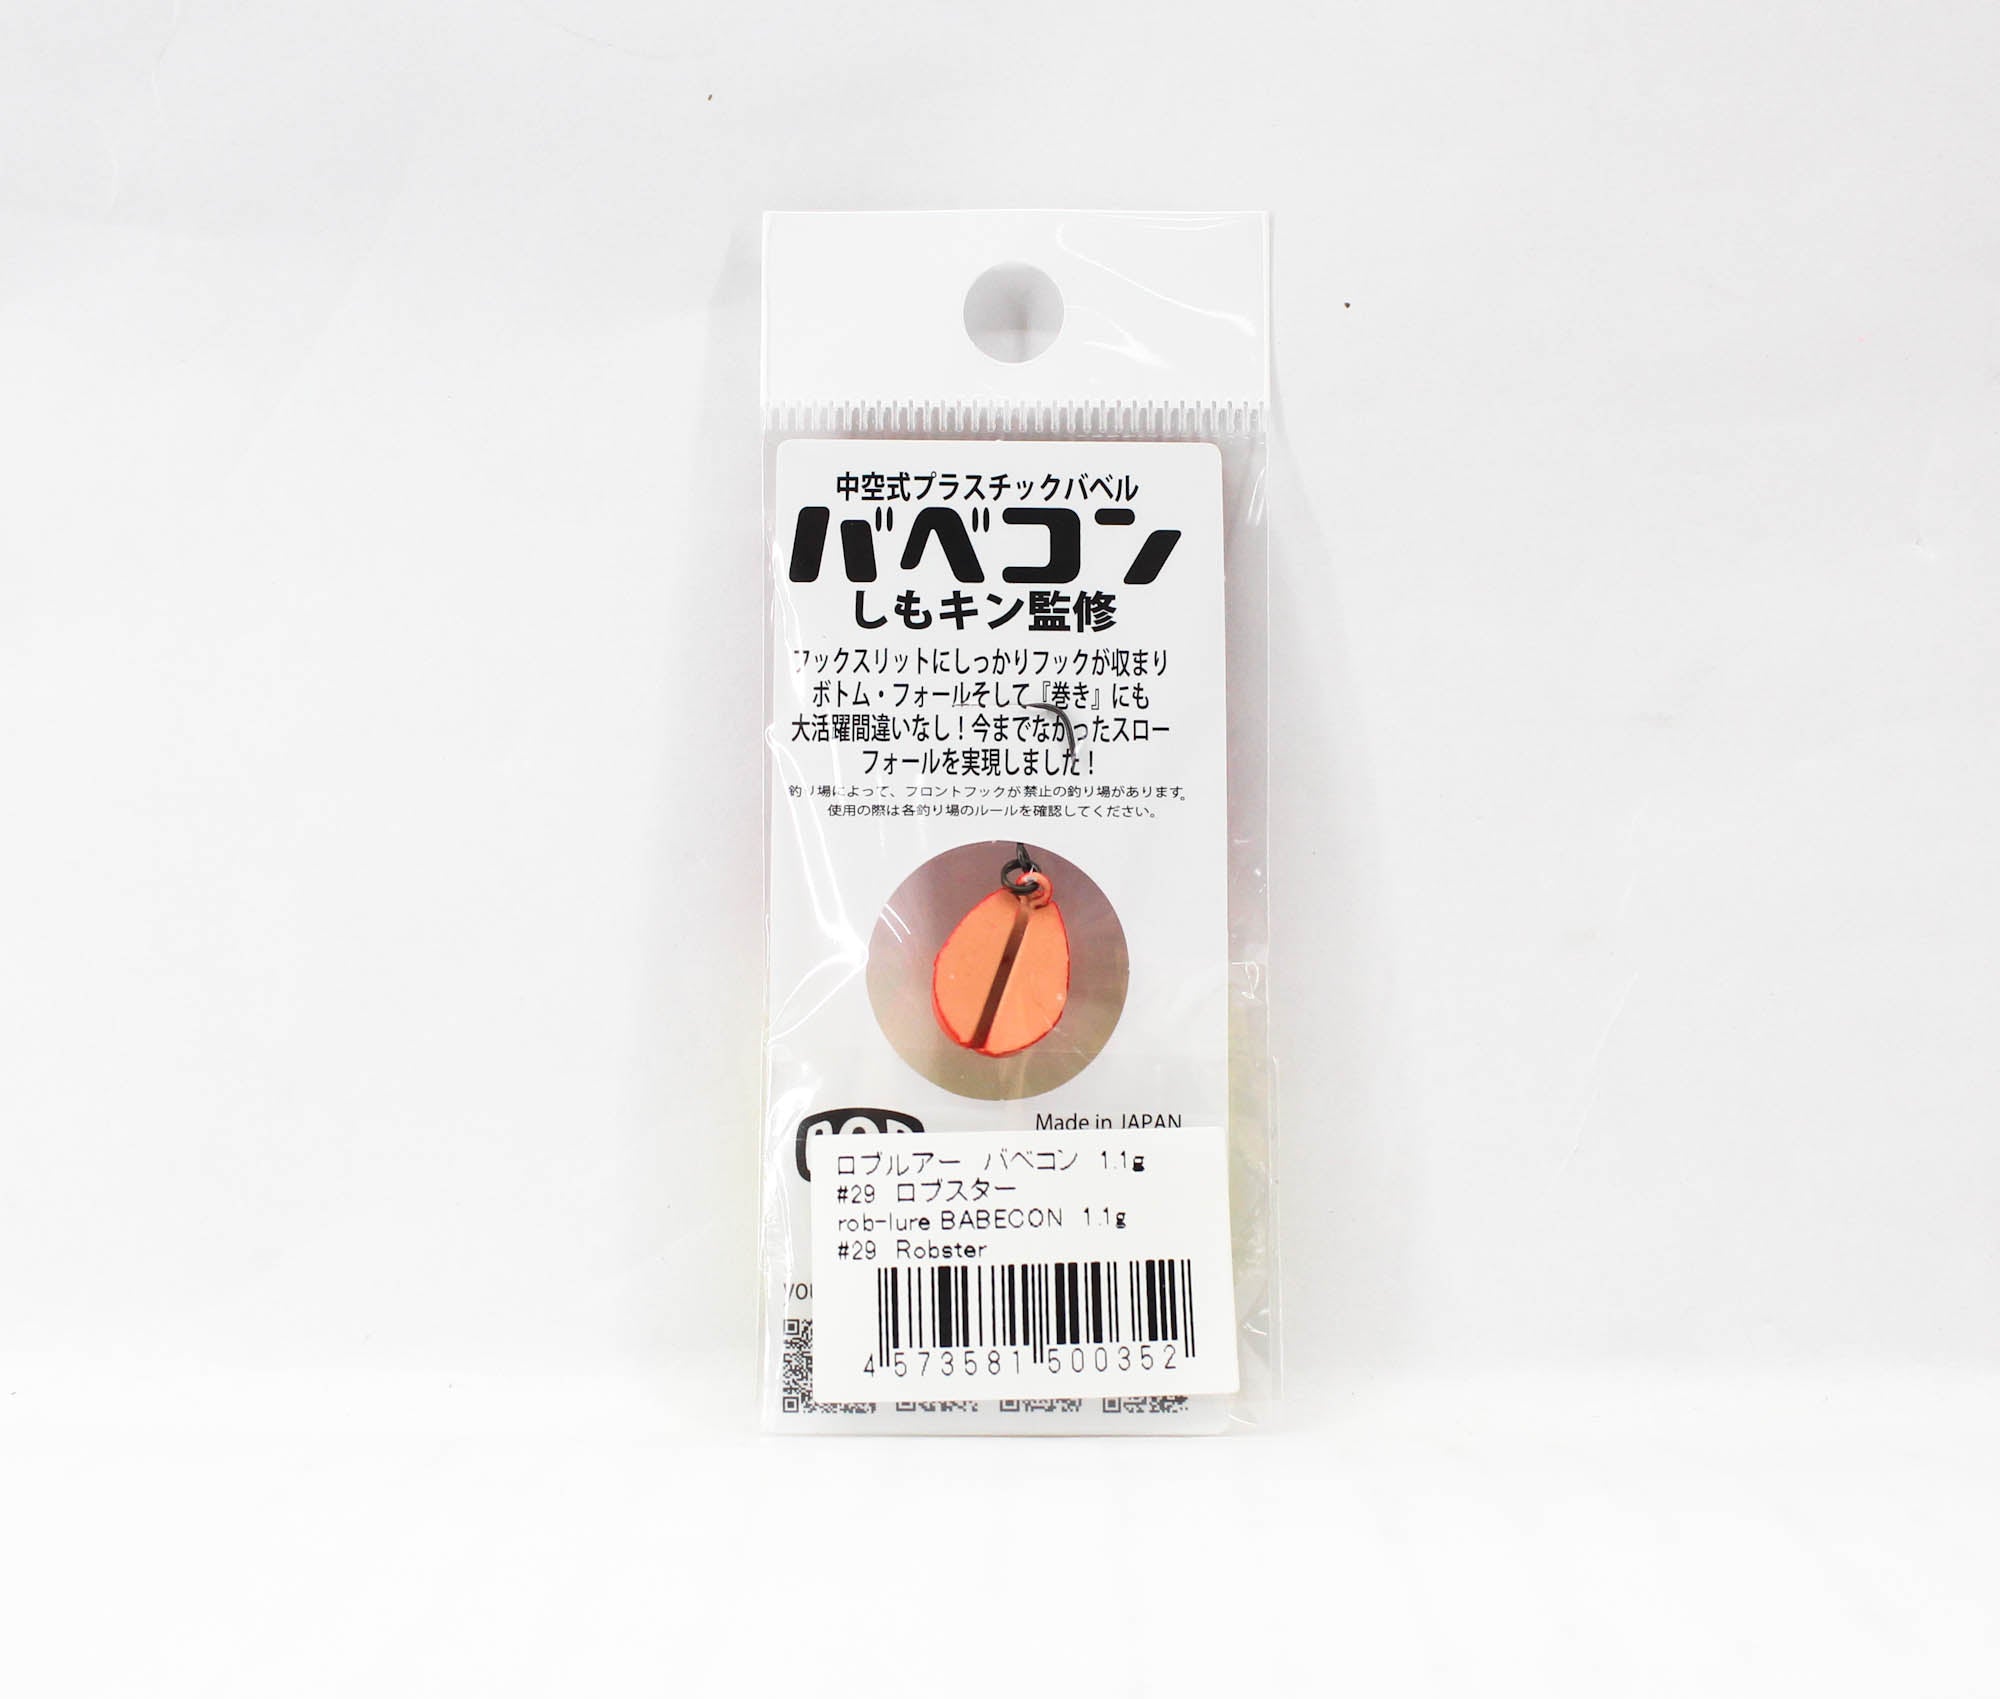 中空式プラスチックバベル
バベコン
しもキン監修
フックスリットにしっかりフックが収まり
ボトム・フォールそして『巻き』にも
大活躍間違いなし！今までなかったスロー
フォールを実現しました！
釣り場によって、フロントフックが禁止の釣り場があります。
使用の際は各釣り場のルールを確認してください。
Made in JAPAN
ロブルアー バベコン 1.1g
#29 ロブスター
rob-lure BABECON 1.1g
#29 Robster
4 573581 500352